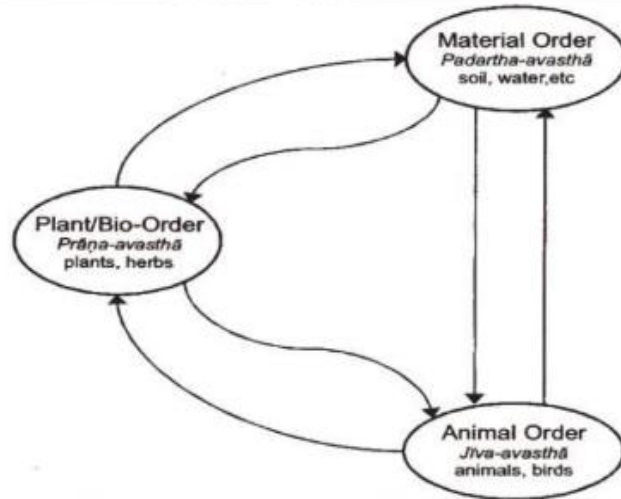 Material Order
Padartha-avasthā
soil, water,etc
Plant/Bio-Order
Prāṇa-avasthā
plants, herbs
Animal Order
Jīva-avasthā
animals, birds